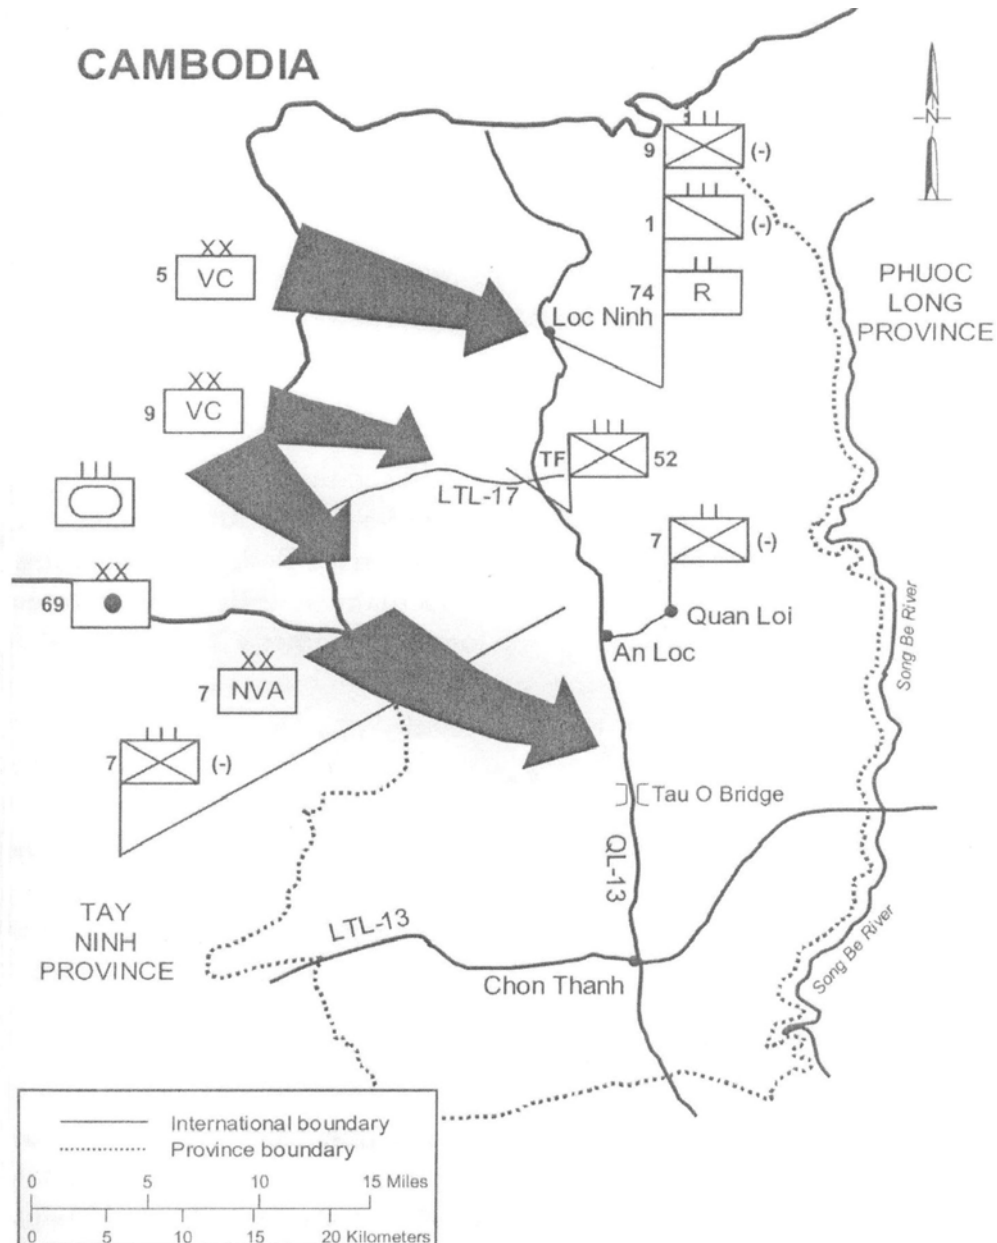 CAMBODIA
N
9
(-)
1
(-)
74
R
PHUOC
LONG
PROVINCE
XX
5
VC
Loc Ninh
XX
9
VC
TF
52
LTL-17
7
(-)
XX
69
Quan Loi
An Loc
Song Be River
XX
7
NVA
7
(-)
Tau O Bridge
QL-13
TAY
NINH
PROVINCE
LTL-13
Chon Thanh
Song Be River
International boundary
Province boundary
0 5 10 15 Miles
0 5 10 15 20 Kilometers